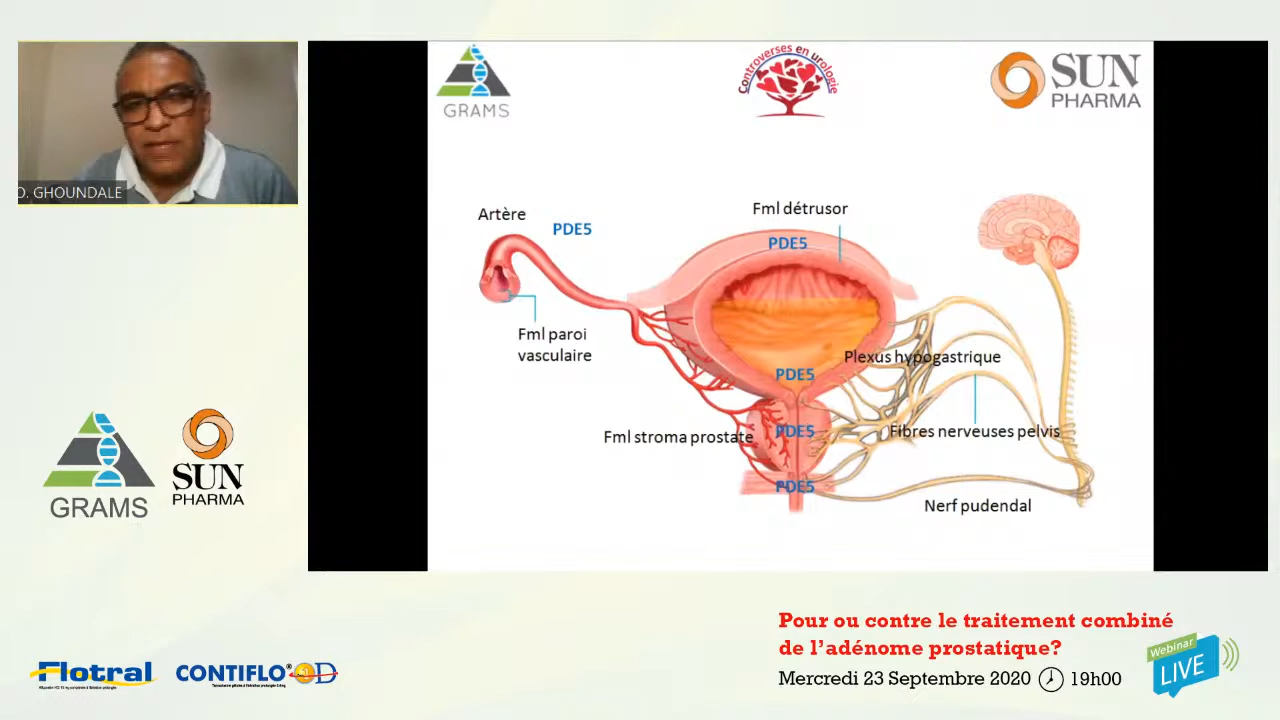 O. GHOUNDALE
GRAMS
Controverses en urologie
SUN
PHARMA
Artère
PDE5
Fml détrusor
PDE5
Fml paroi
vasculaire
Plexus hypogastrique
PDE5
Fml stroma prostate
PDE5
Fibres nerveuses pelvis
PDE5
Nerf pudendal
GRAMS
SUN
PHARMA
Pour ou contre le traitement combiné
de l’adénome prostatique?
Mercredi 23 Septembre 2020 19h00
Webinar
LIVE
Flotral
CONTIFLO® OD